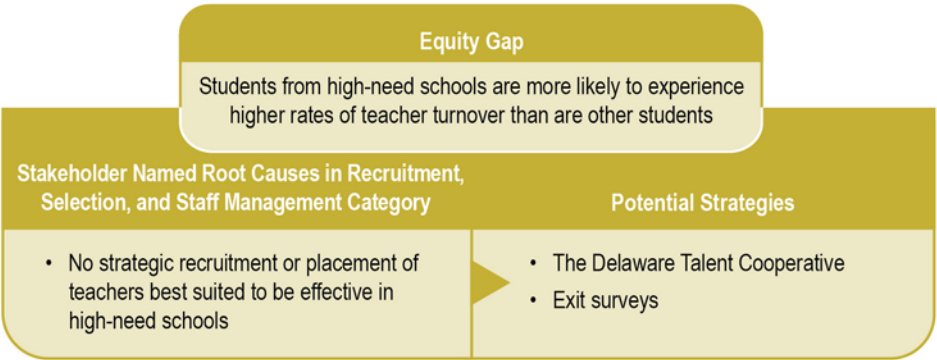 Equity Gap
Students from high-need schools are more likely to experience
higher rates of teacher turnover than are other students
Stakeholder Named Root Causes in Recruitment,
Selection, and Staff Management Category
• No strategic recruitment or placement of
teachers best suited to be effective in
high-need schools
Potential Strategies
• The Delaware Talent Cooperative
• Exit surveys